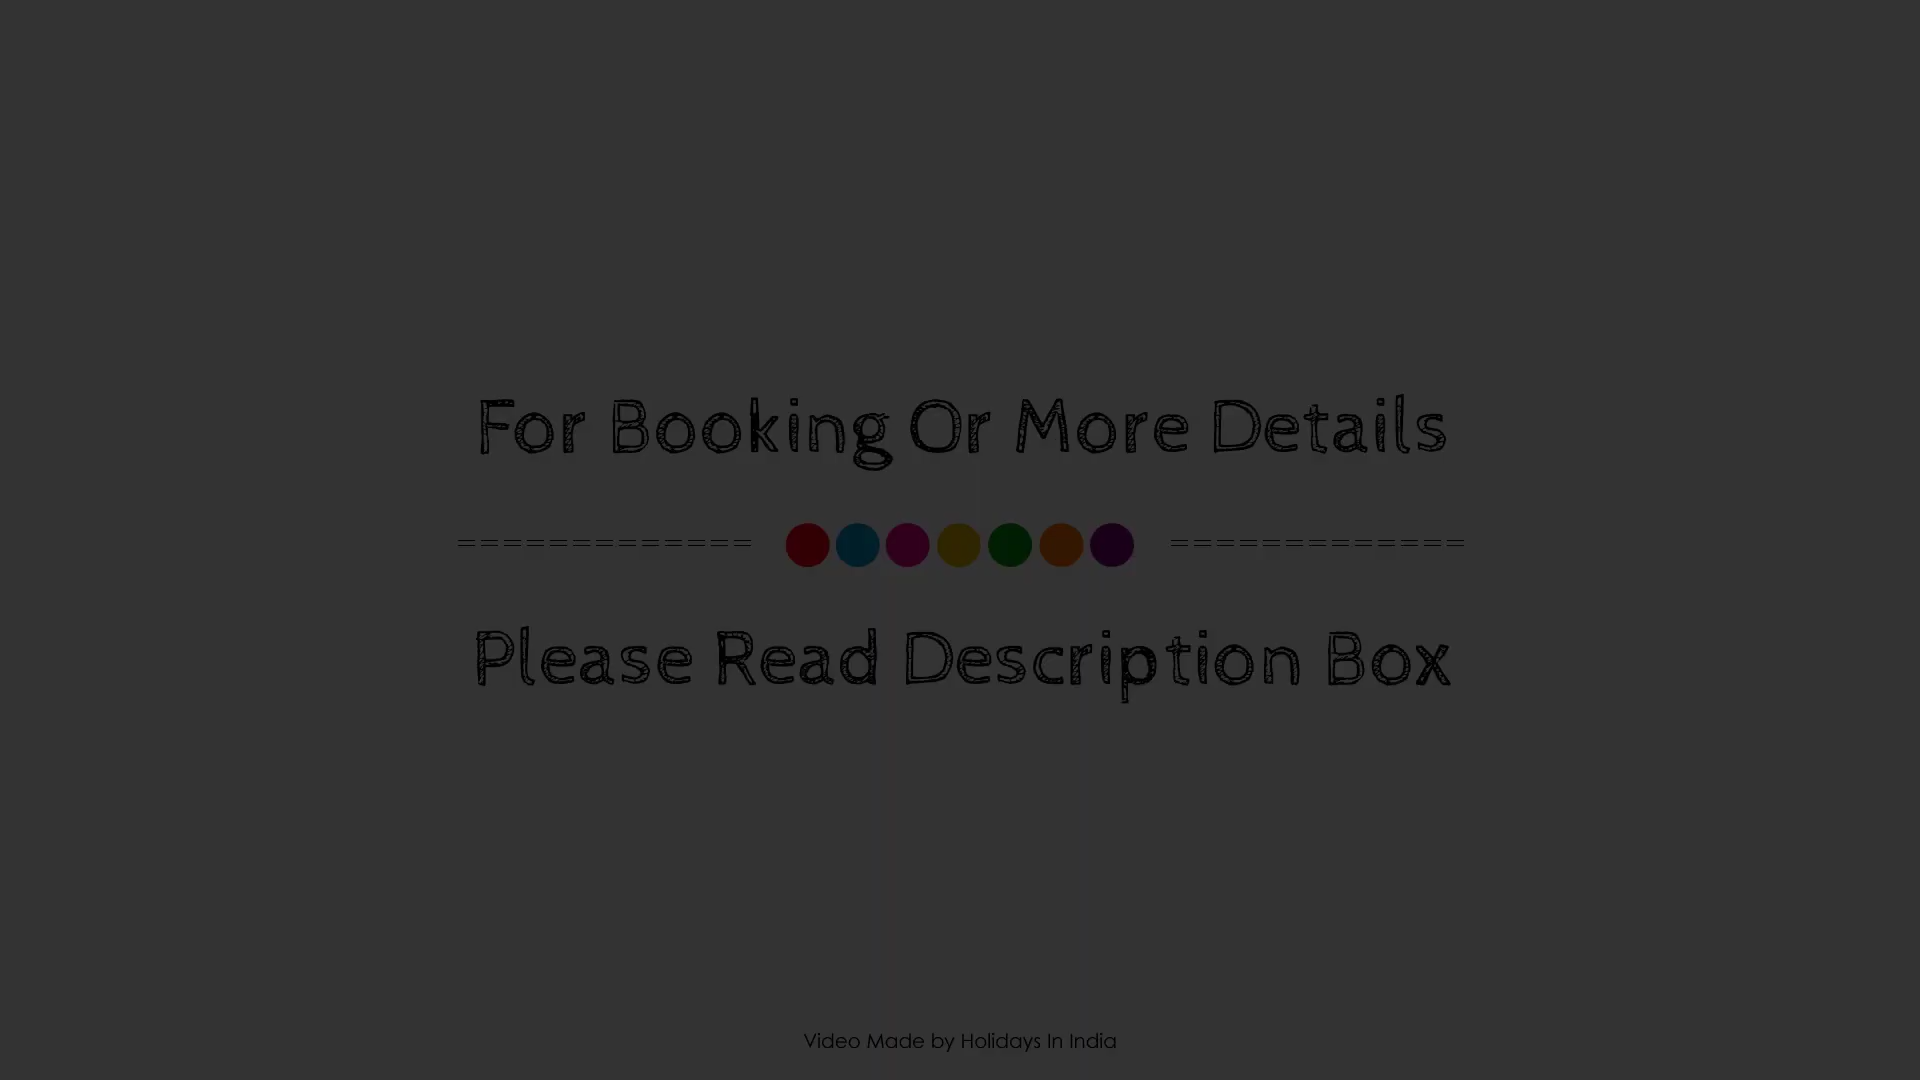 For Booking Or More Details
============= =============
Please Read Description Box
Video Made by Holidays In India